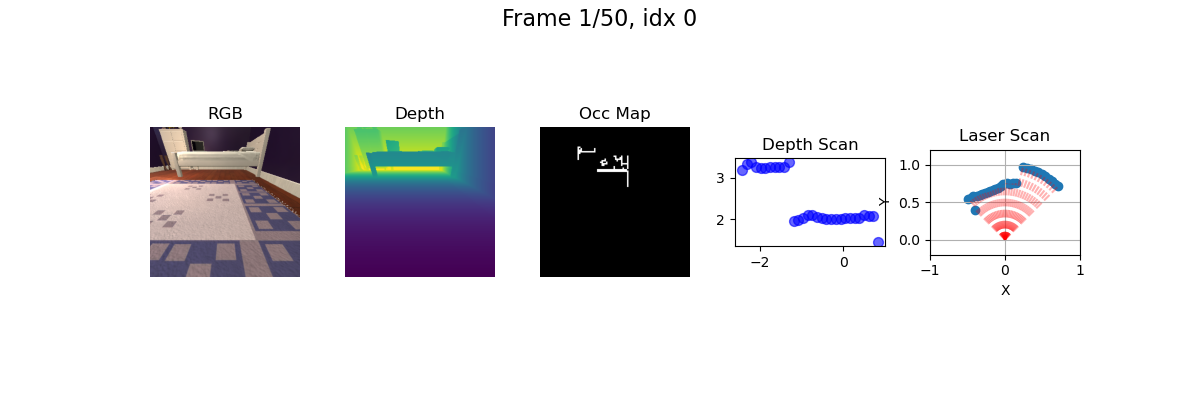 Frame 1/50, idx 0
RGB
Depth
Occ Map
Depth Scan
Laser Scan
3
2
−2
0
Y
1.0
0.5
0.0
−1
0
1
X